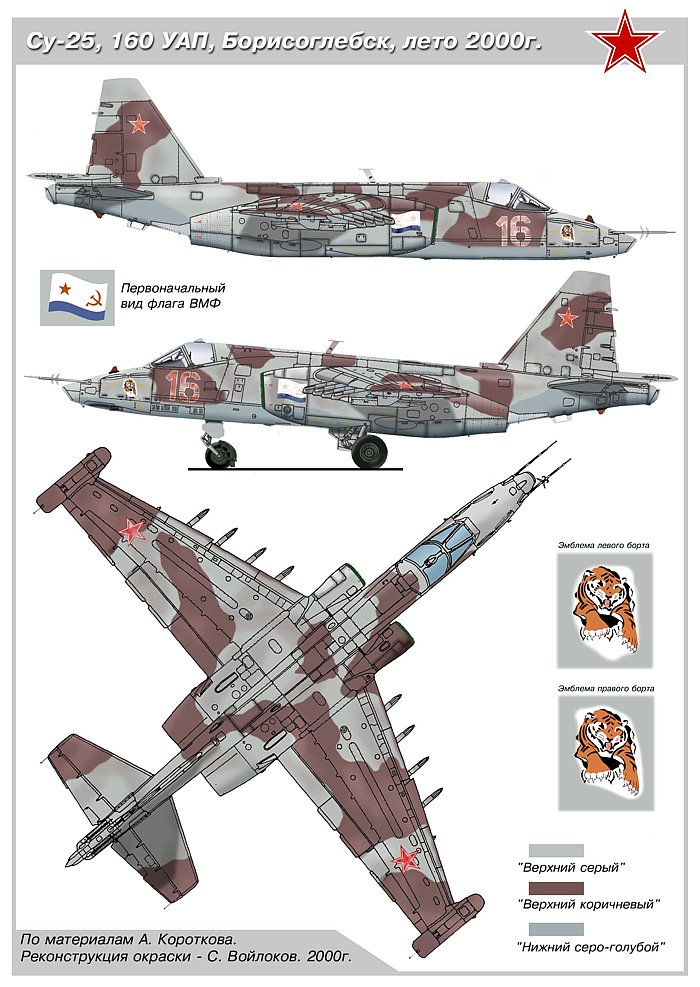 Су-25, 160 УАП, Борисоглебск, лето 2000г.
16
Первоначальный
вид флага ВМФ
16
Эмблема левого борта
Эмблема правого борта
"Верхний серый"
"Верхний коричневый"
"Нижний серо-голубой"
По материалам А. Короткова.
Реконструкция окраски - С. Войлоков. 2000г.